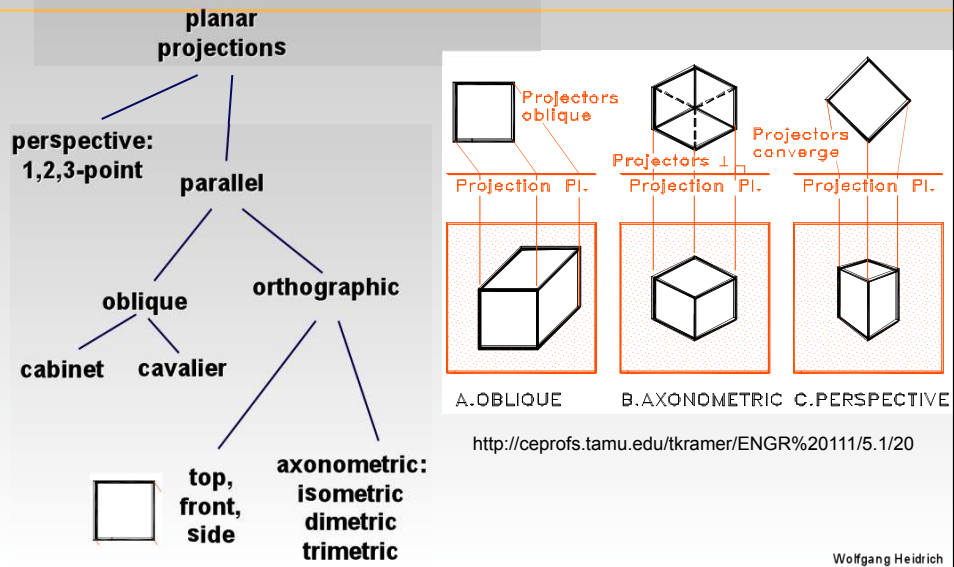 planar
projections
perspective:
1,2,3-point
parallel
oblique
orthographic
cabinet
cavalier
top,
front,
side
axonometric:
isometric
dimetric
trimetric
Projectors
oblique
Projection Pl.
A.OBLIQUE
Projectors ⊥
Projection Pl.
B.AXONOMETRIC
Projectors
converge
Projection Pl.
C.PERSPECTIVE
http://ceprofs.tamu.edu/tkramer/ENGR%20111/5.1/20
Wolfgang Heidrich